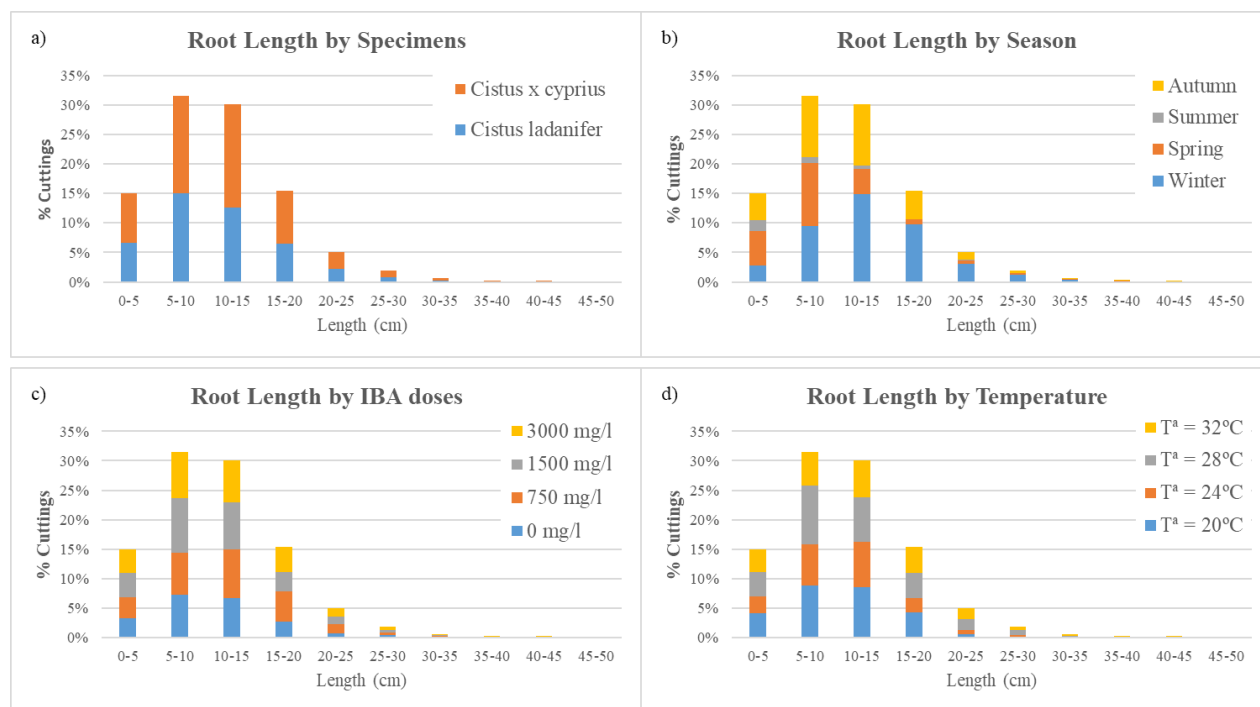 a)
Root Length by Specimens
35%
30%
25%
20%
15%
10%
5%
0%
% Cuttings
Cistus x cyprius
Cistus ladanifer
0-5 5-10 10-15 15-20 20-25 25-30 30-35 35-40 40-45 45-50
Length (cm)
b)
Root Length by Season
35%
30%
25%
20%
15%
10%
5%
0%
% Cuttings
Autumn
Summer
Spring
Winter
0-5 5-10 10-15 15-20 20-25 25-30 30-35 35-40 40-45 45-50
Length (cm)
c)
Root Length by IBA doses
35%
30%
25%
20%
15%
10%
5%
0%
% Cuttings
3000 mg/l
1500 mg/l
750 mg/l
0 mg/l
0-5 5-10 10-15 15-20 20-25 25-30 30-35 35-40 40-45 45-50
Length (cm)
d)
Root Length by Temperature
35%
30%
25%
20%
15%
10%
5%
0%
% Cuttings
Tª = 32ºC
Tª = 28ºC
Tª = 24ºC
Tª = 20ºC
0-5 5-10 10-15 15-20 20-25 25-30 30-35 35-40 40-45 45-50
Length (cm)